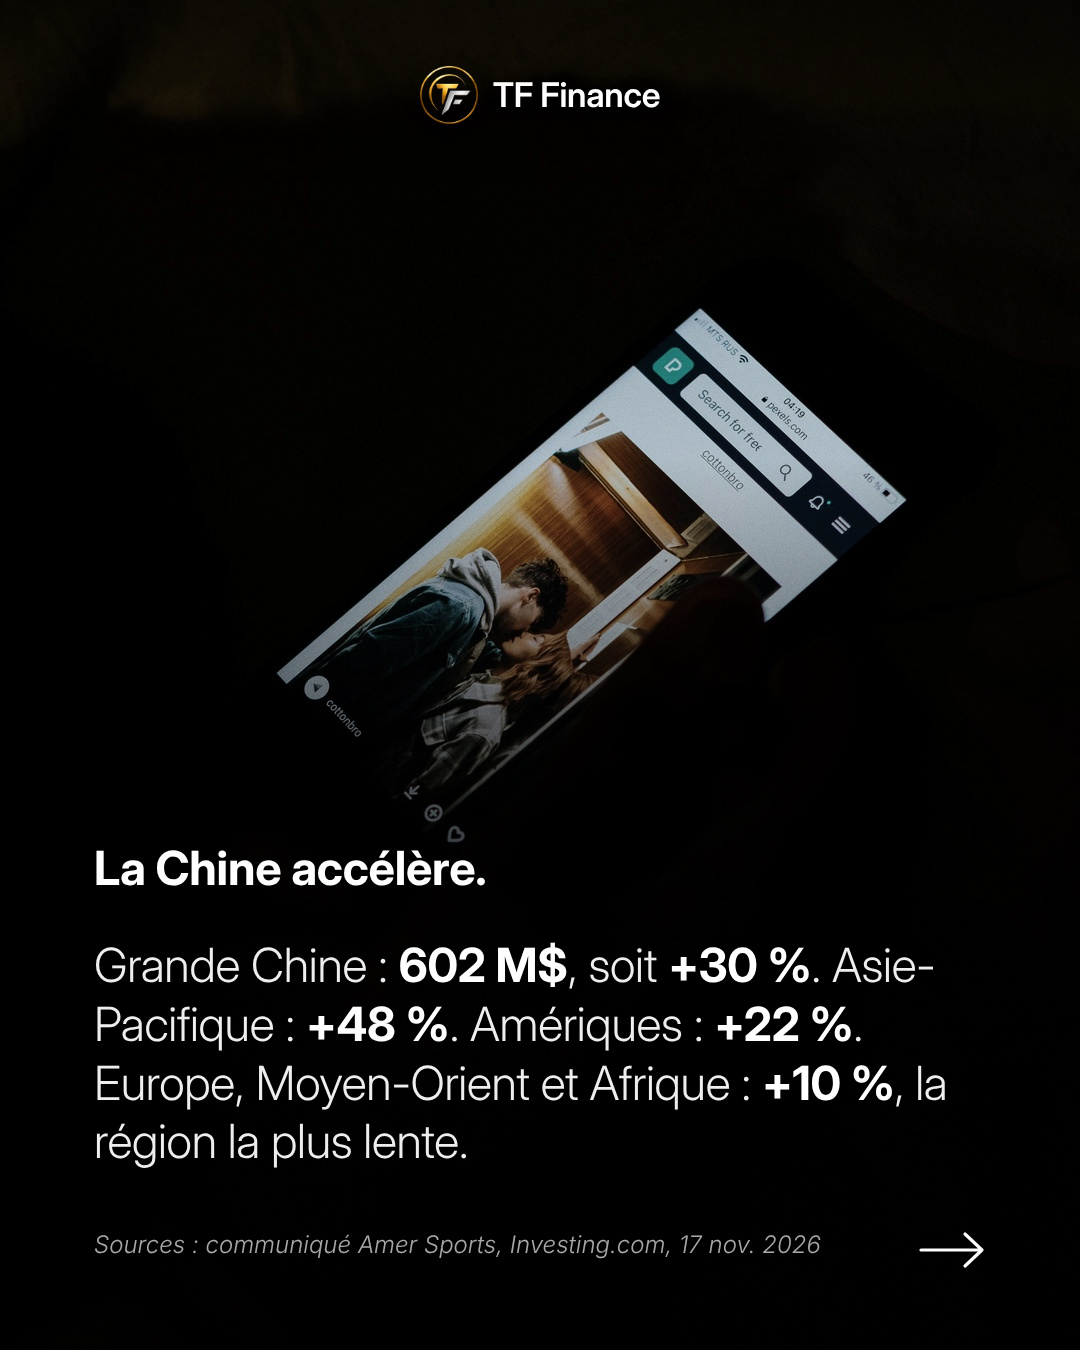 TF Finance
MTS RUS
04:19
pexels.com
46 %
Search for free
cottonbro
cottonbro
La Chine accélère.
Grande Chine : 602 M$, soit +30 %. Asie-
Pacifique : +48 %. Amériques : +22 %.
Europe, Moyen-Orient et Afrique : +10 %, la
région la plus lente.
Sources : communiqué Amer Sports, Investing.com, 17 nov. 2026